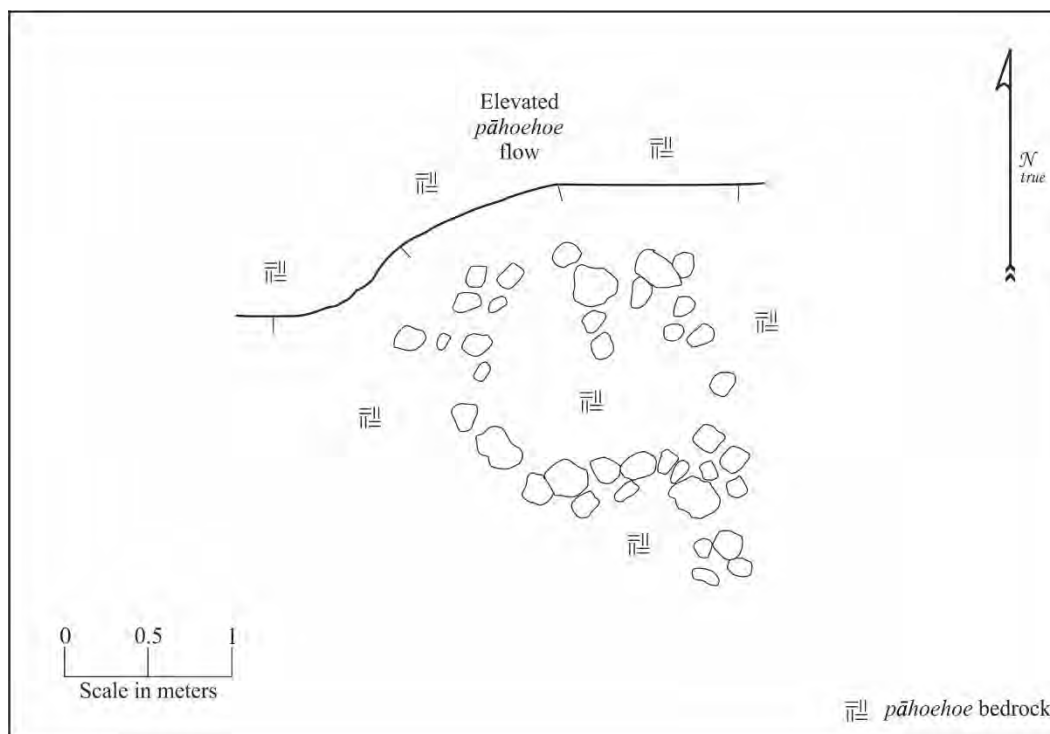 Elevated
pāhoehoe
flow
N
true
0 0.5 1
Scale in meters
pāhoehoe bedrock